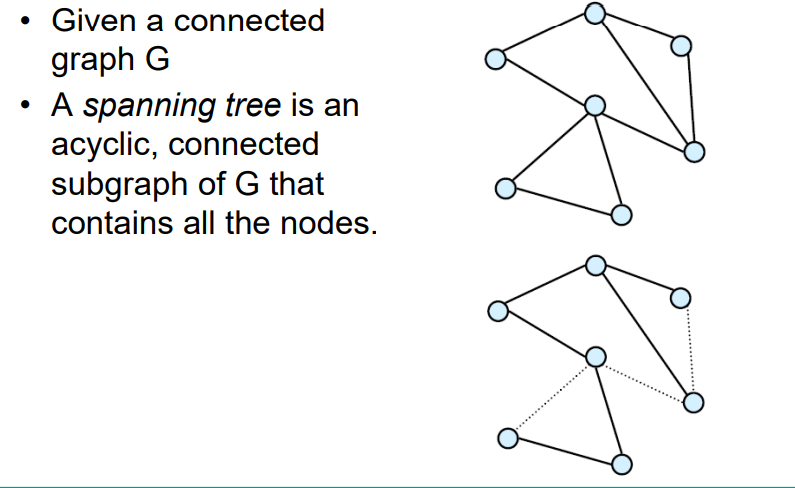 • Given a connected
graph G
• A spanning tree is an
acyclic, connected
subgraph of G that
contains all the nodes.